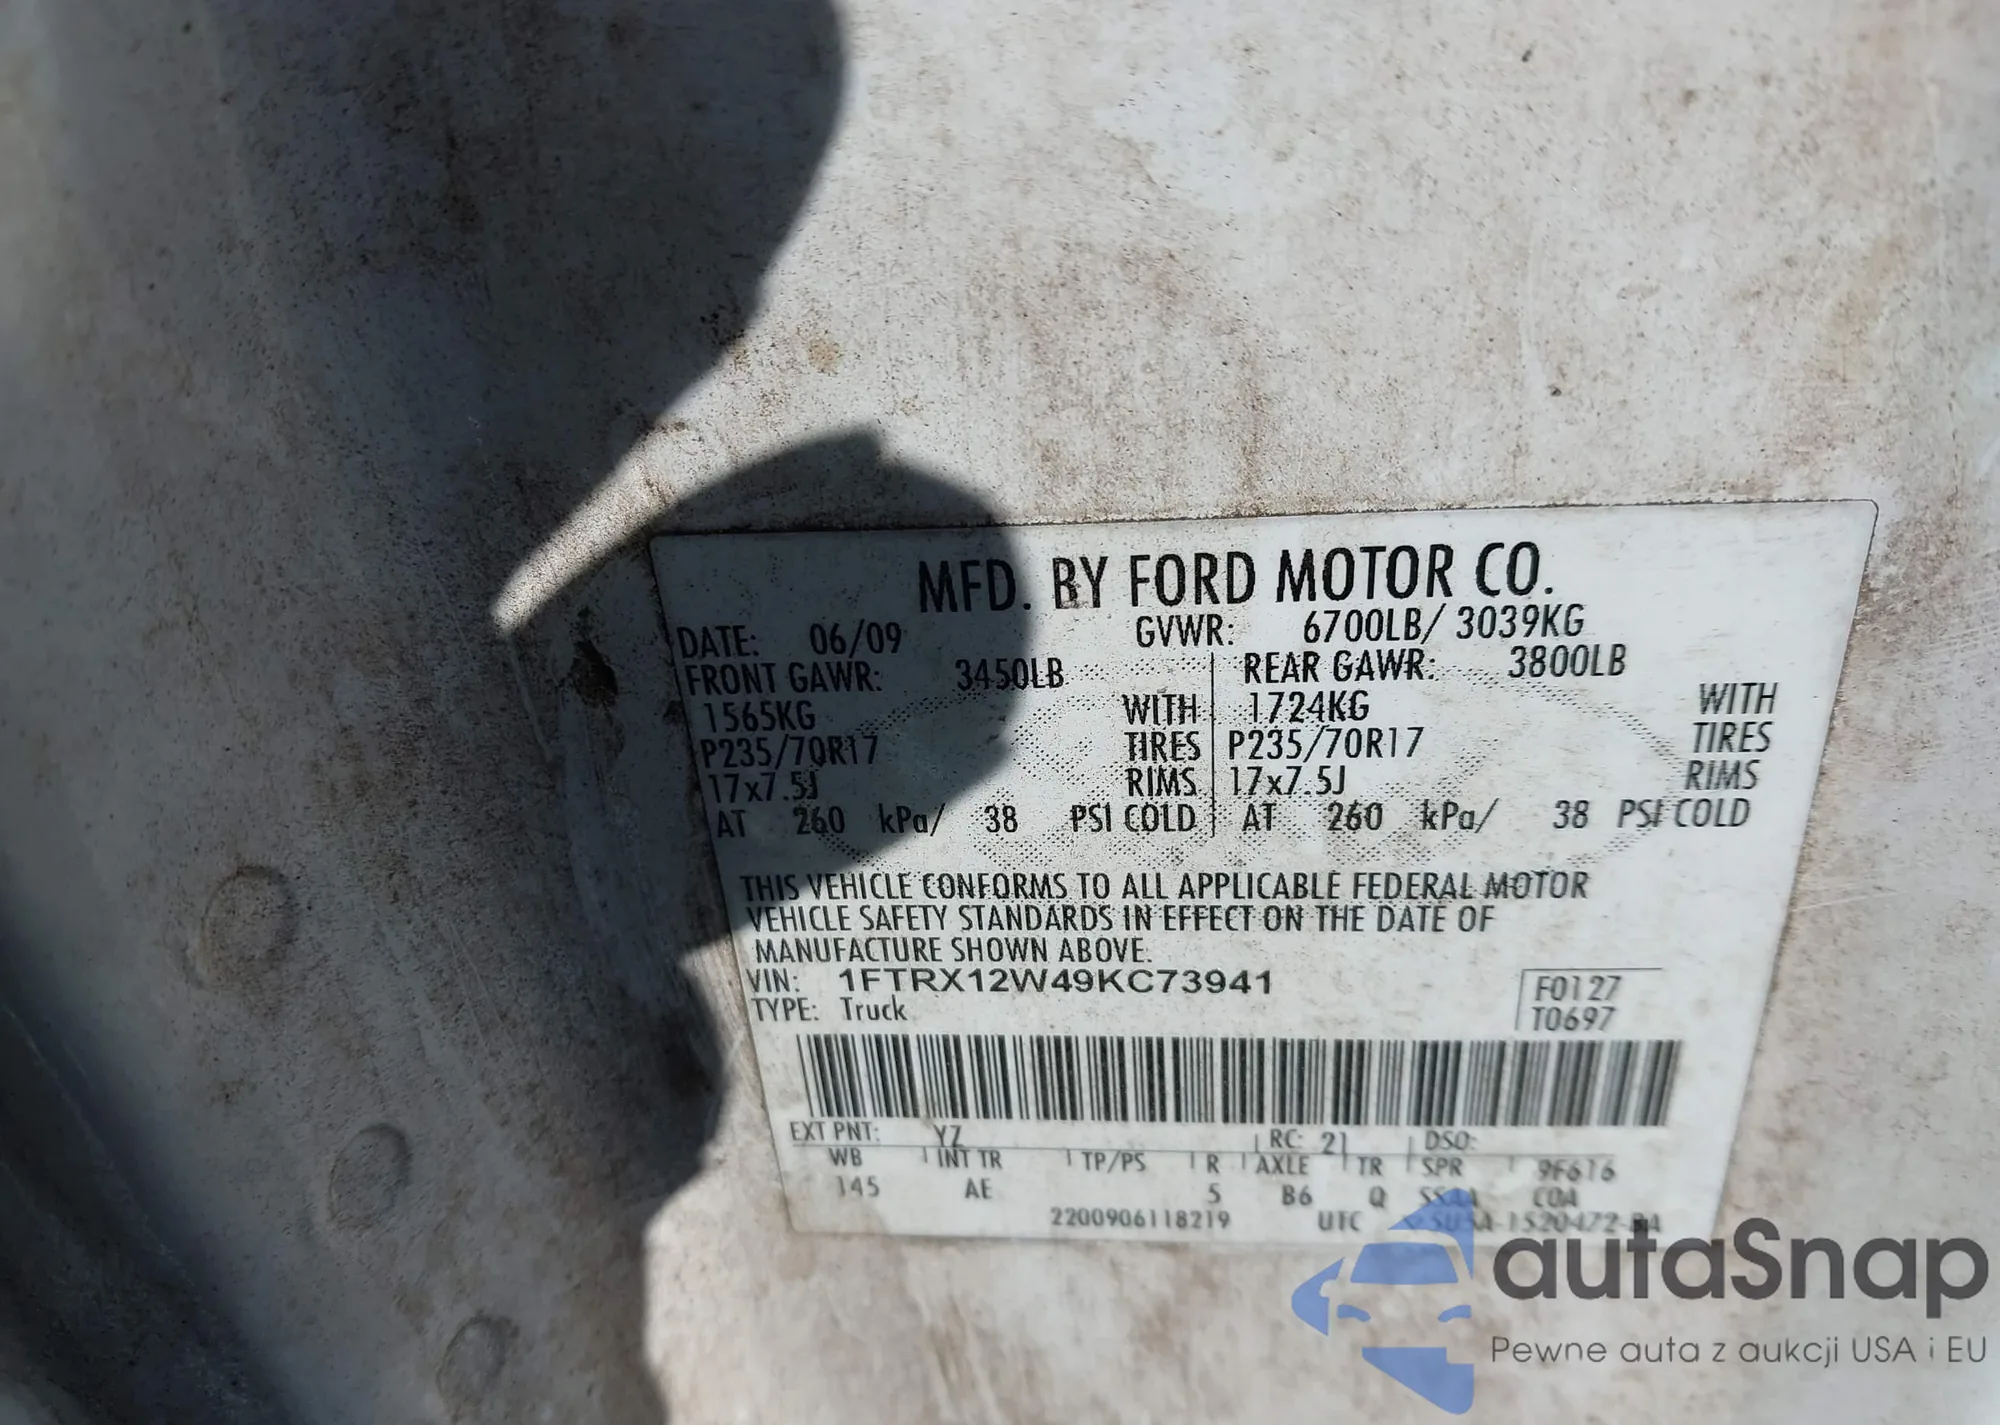 MFD. BY FORD MOTOR CO.
DATE: 06/09 GVWR: 6700LB/ 3039KG
FRONT GAWR: 3450LB REAR GAWR: 3800LB
1565KG WITH 1724KG WITH
P235/70R17 TIRES P235/70R17 TIRES
17x7.5J RIMS 17x7.5J RIMS
AT 260 kPa/ 38 PSI COLD AT 260 kPa/ 38 PSI COLD
THIS VEHICLE CONFORMS TO ALL APPLICABLE FEDERAL MOTOR
VEHICLE SAFETY STANDARDS IN EFFECT ON THE DATE OF
MANUFACTURE SHOWN ABOVE.
VIN: 1FTRX12W49KC73941 F0127
TYPE: Truck T0697
EXT PNT: YZ RC: 21 DSO:
WB INT TR TP/PS R AXLE TR SPR 9F616
145 AE 5 B6 Q SSAA COA
2200906118219 UTC
autaSnap
Pewne auta z aukcji USA i EU